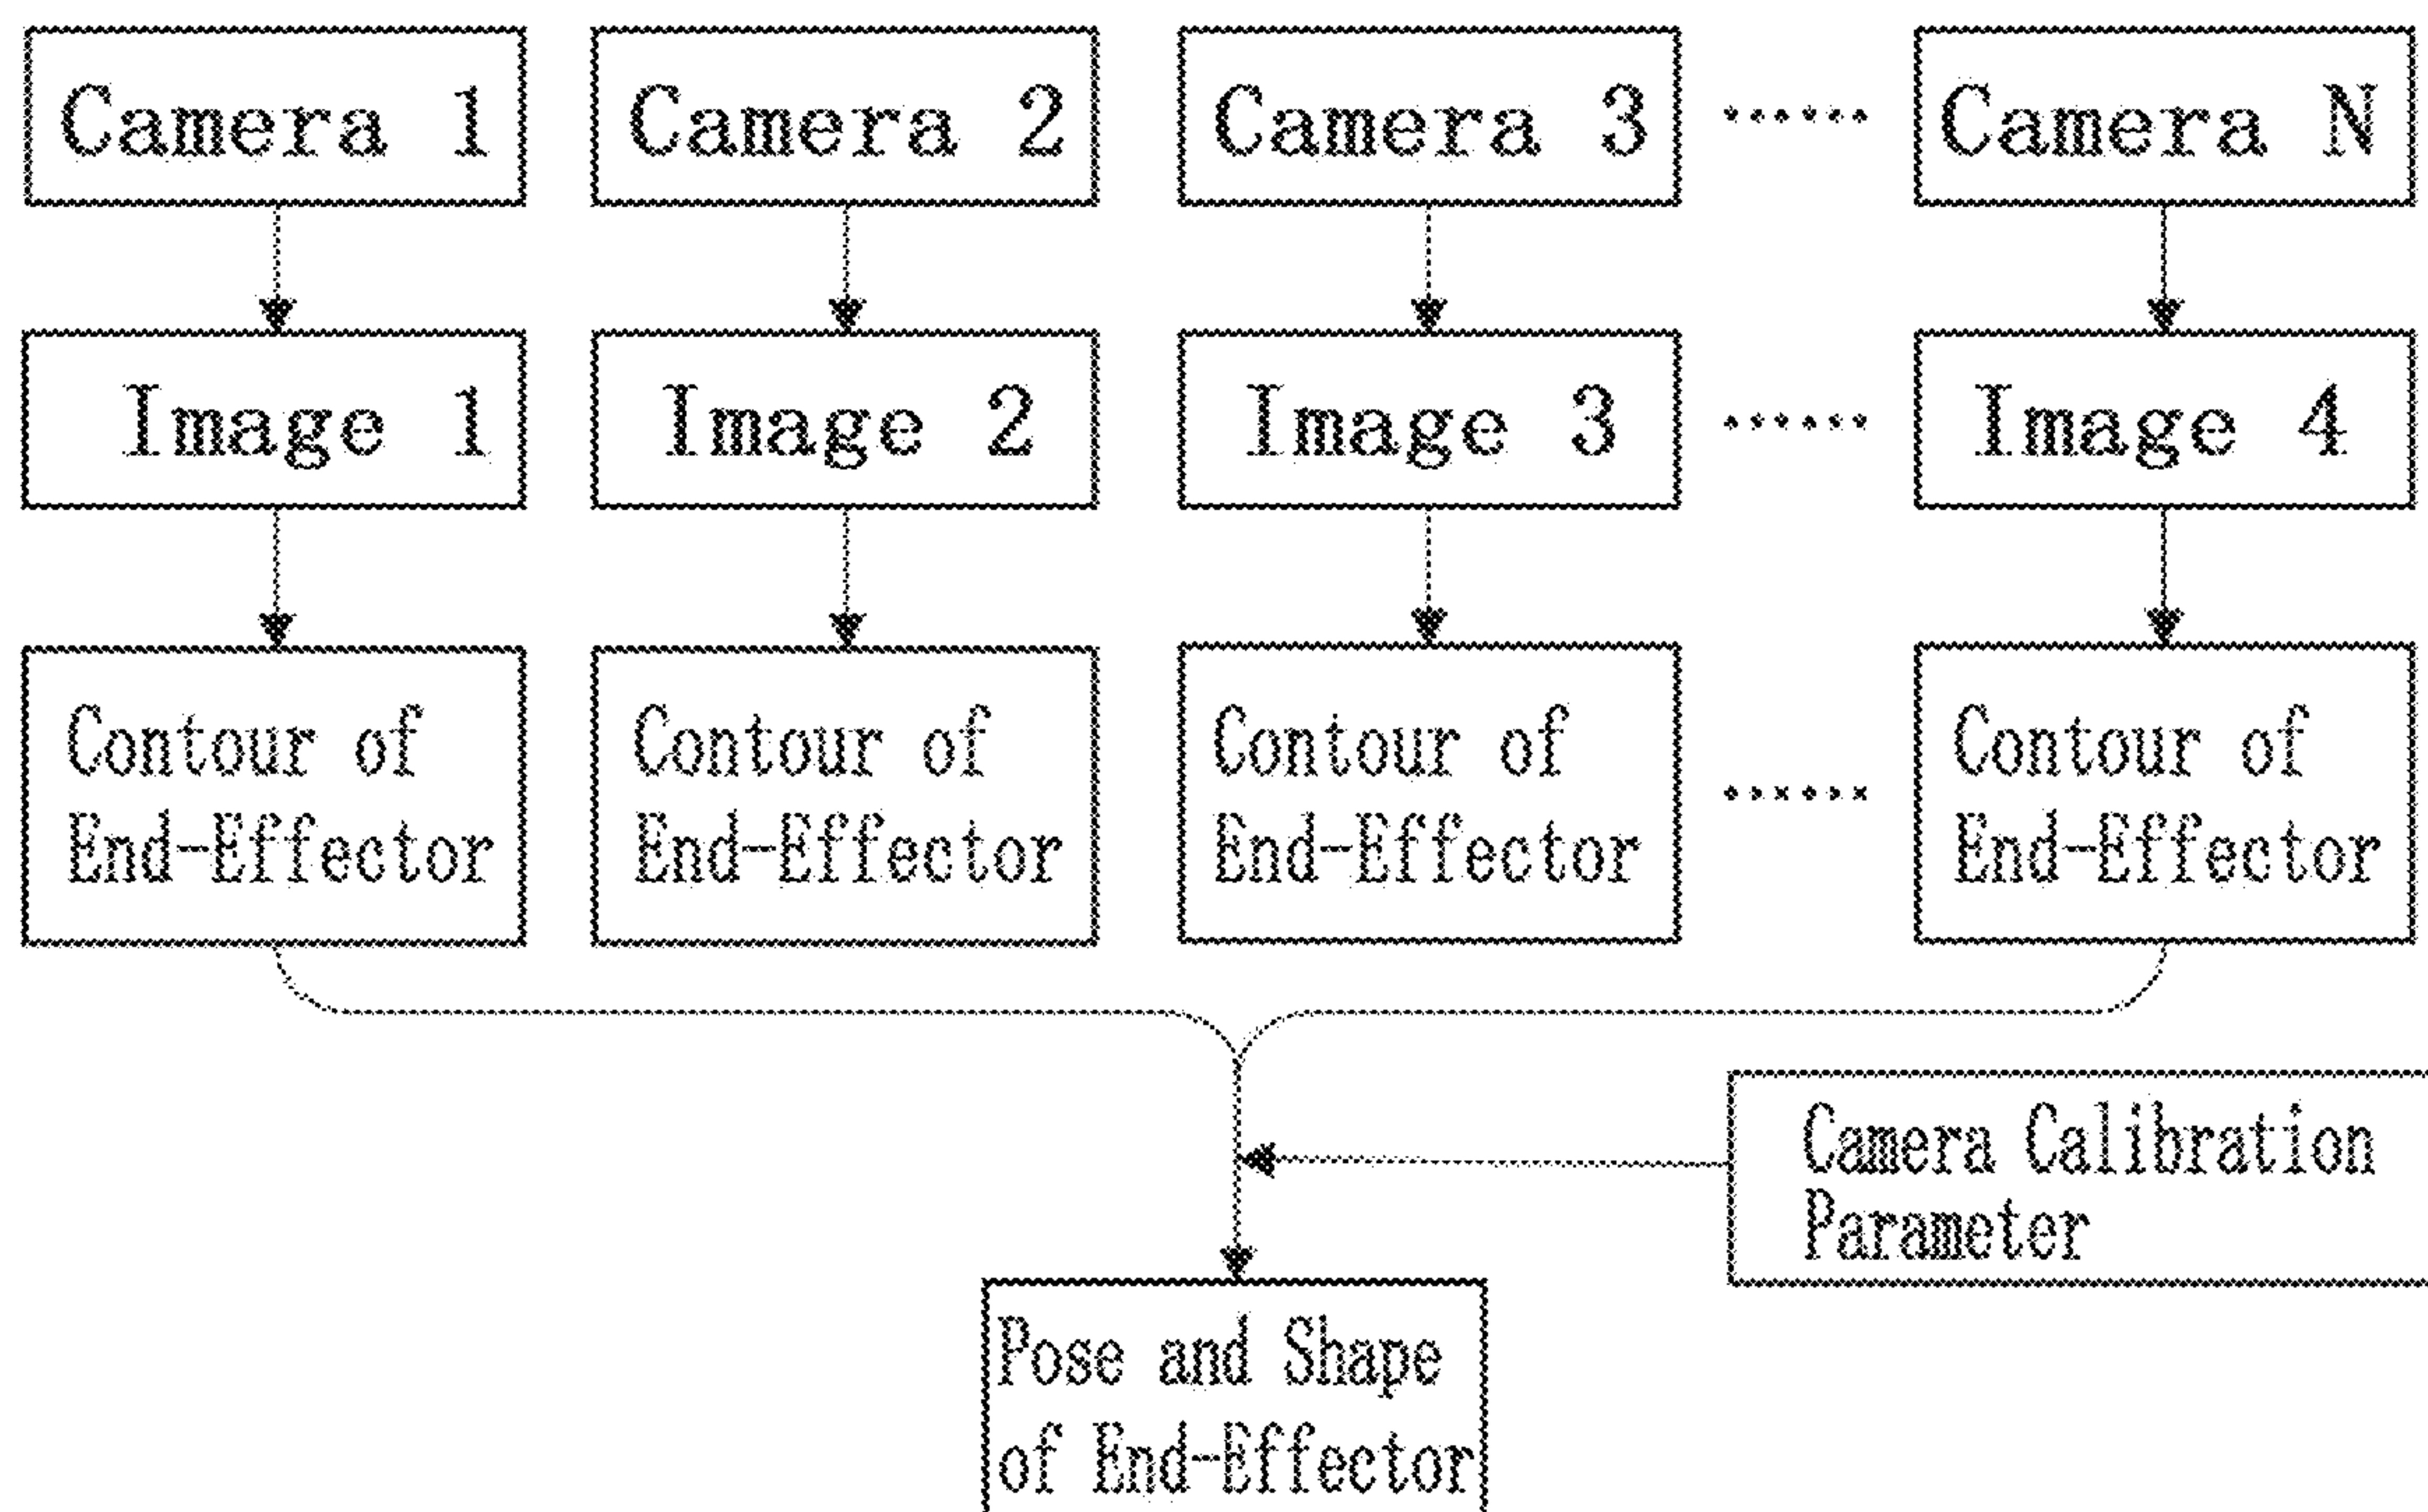 Camera 1
Camera 2
Camera 3
······
Camera N
Image 1
Image 2
Image 3
······
Image 4
Contour of
End-Effector
Contour of
End-Effector
Contour of
End-Effector
······
Contour of
End-Effector
Camera Calibration
Parameter
Pose and Shape
of End-Effector